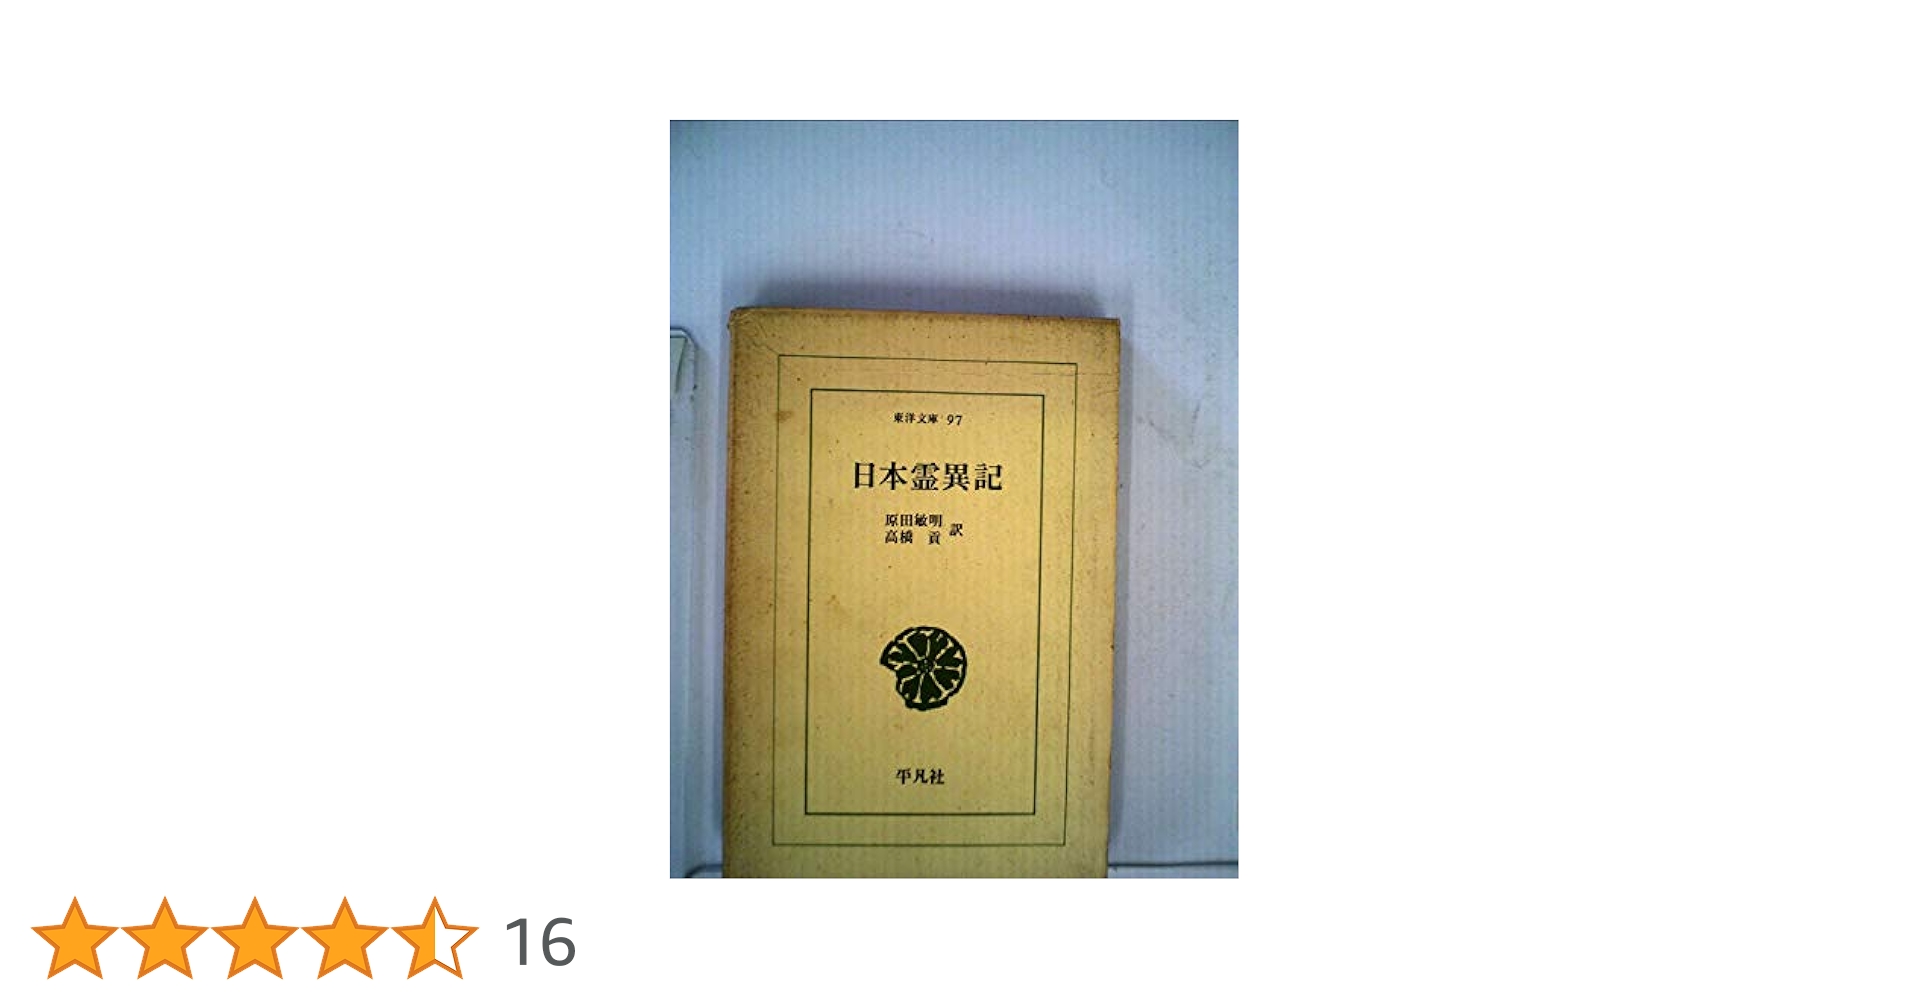 東洋文庫 97
日本霊異記
原田敏明
高橋 貢 訳
平凡社
16